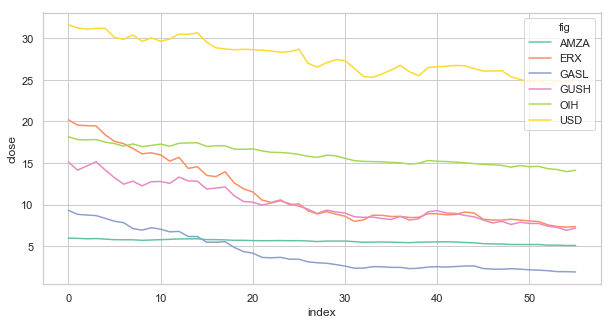 fig
AMZA
ERX
GASL
GUSH
OIH
USD
30
25
20
15
10
5
close
0
10
20
30
40
50
index